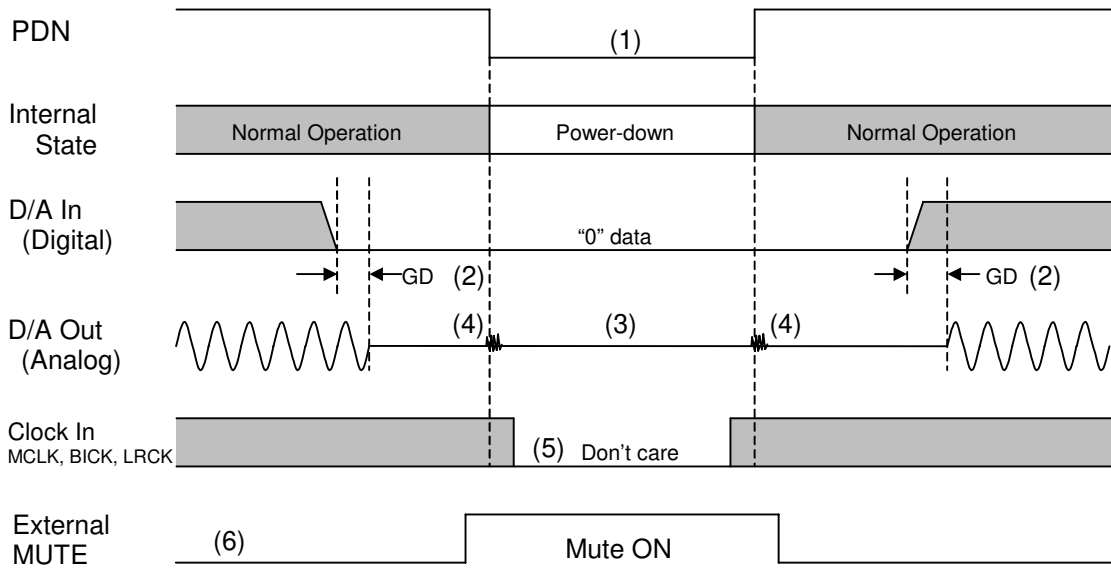 PDN
(1)
Internal
State
Normal Operation
Power-down
Normal Operation
D/A In
(Digital)
“0” data
GD (2)
GD (2)
D/A Out
(Analog)
(4)
(3)
(4)
Clock In
MCLK, BICK, LRCK
(5) Don’t care
External
MUTE
(6)
Mute ON